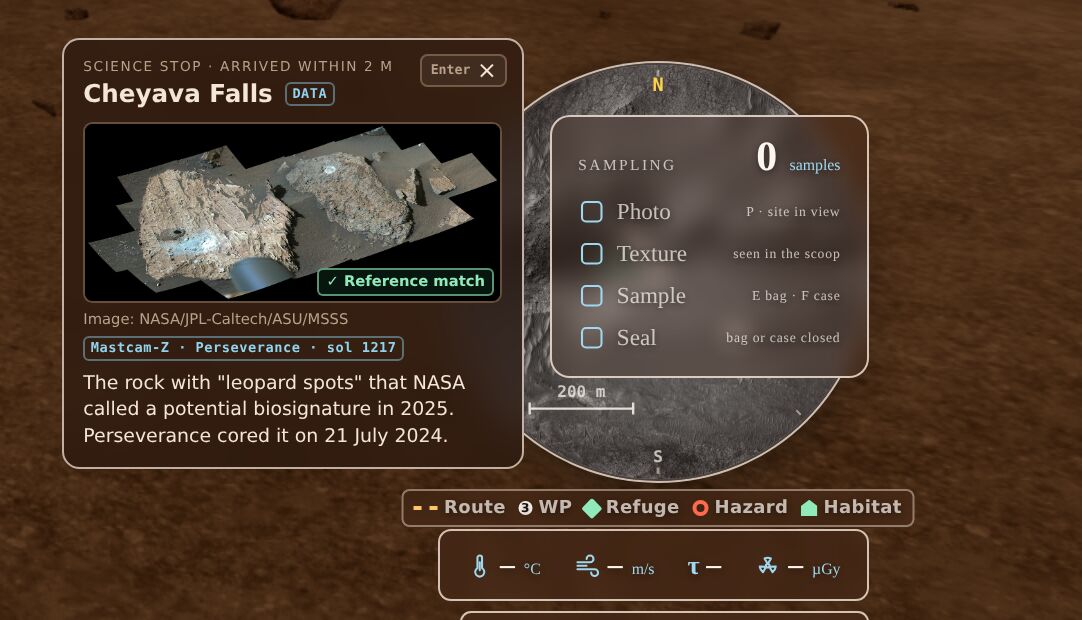 SCIENCE STOP · ARRIVED WITHIN 2 M
Enter ✕
Cheyava Falls DATA
✓ Reference match
Image: NASA/JPL-Caltech/ASU/MSSS
Mastcam-Z · Perseverance · sol 1217
The rock with "leopard spots" that NASA
called a potential biosignature in 2025.
Perseverance cored it on 21 July 2024.
N
SAMPLING 0 samples
Photo P · site in view
Texture seen in the scoop
Sample E bag · F case
Seal bag or case closed
200 m
S
Route 3 WP Refuge Hazard Habitat
— °C — m/s τ — — µGy